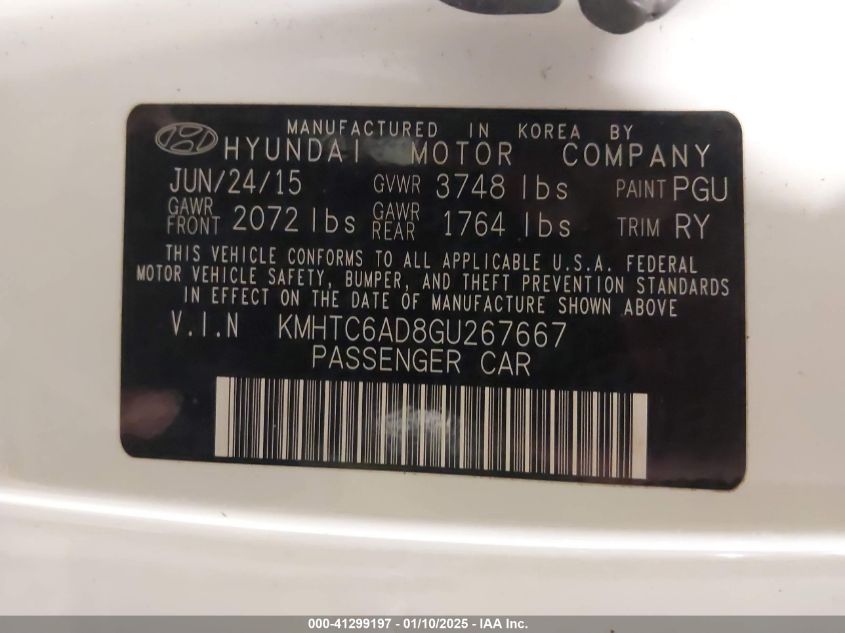 MANUFACTURED IN KOREA BY
HYUNDAI MOTOR COMPANY
JUN/24/15 GVWR 3748 lbs PAINT PGU
GAWR FRONT 2072 lbs GAWR REAR 1764 lbs TRIM RY
THIS VEHICLE CONFORMS TO ALL APPLICABLE U.S.A. FEDERAL
MOTOR VEHICLE SAFETY, BUMPER, AND THEFT PREVENTION STANDARDS
IN EFFECT ON THE DATE OF MANUFACTURE SHOWN ABOVE
V.I.N KMHTC6AD8GU267667
PASSENGER CAR
000-41299197 - 01/10/2025 - IAA Inc.